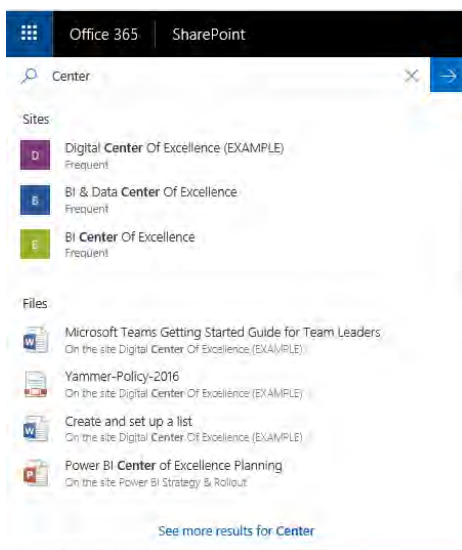 Office 365 SharePoint
Center
Sites
D
Digital Center Of Excellence (EXAMPLE)
Frequent
B
BI & Data Center Of Excellence
Frequent
E
BI Center Of Excellence
Frequent
Files
Microsoft Teams Getting Started Guide for Team Leaders
On the site Digital Center Of Excellence (EXAMPLE)
Yammer-Policy-2016
On the site Digital Center Of Excellence (EXAMPLE)
Create and set up a list
On the site Digital Center Of Excellence (EXAMPLE)
Power BI Center of Excellence Planning
On the site Power BI Strategy & Rollout
See more results for Center